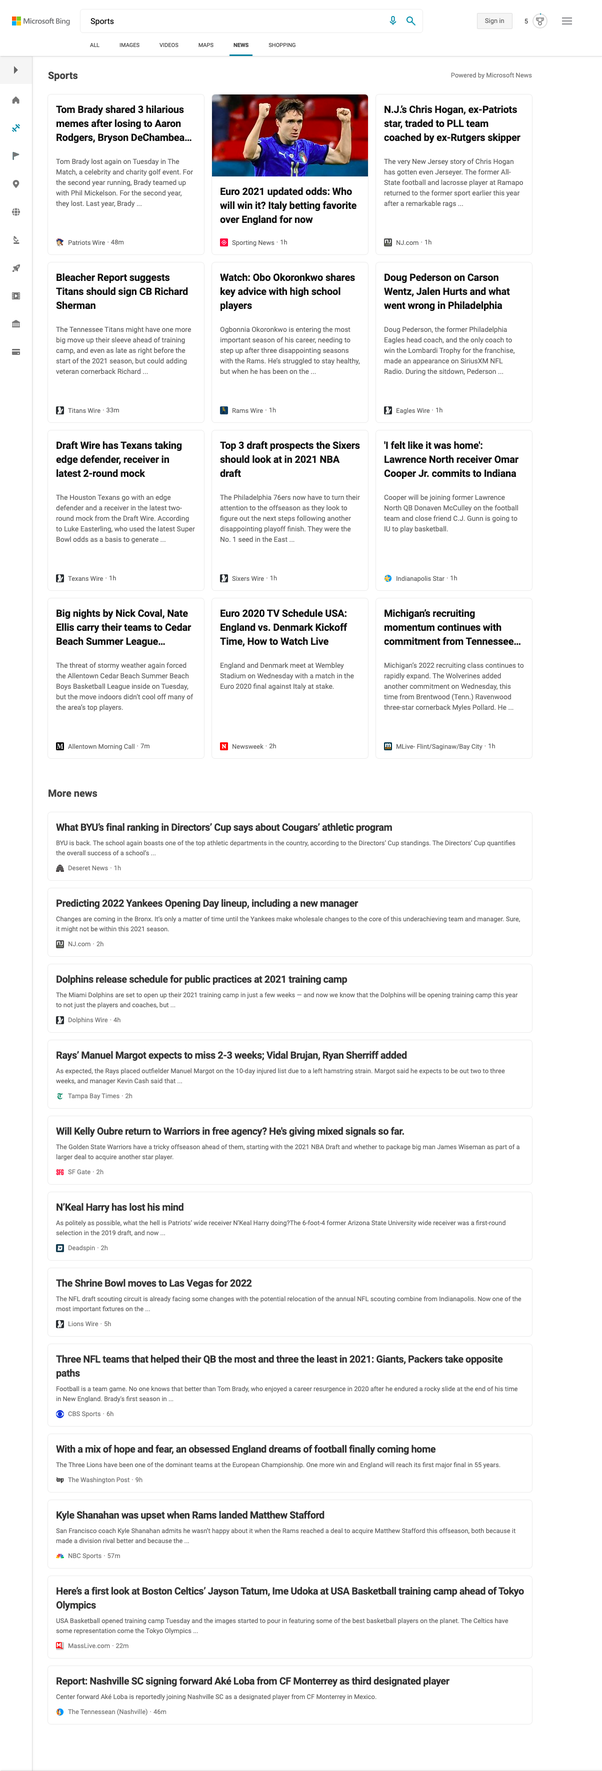 Microsoft Bing
Sports
Sign in
5
ALL IMAGES VIDEOS MAPS NEWS SHOPPING
Sports
Powered by Microsoft News
Tom Brady shared 3 hilarious
memes after losing to Aaron
Rodgers, Bryson DeChambea...
Tom Brady lost again on Tuesday in The
Match, a celebrity and charity golf event. For
the second year running, Brady teamed up
with Phil Mickelson. For the second year,
they lost. Last year, Brady ...
Patriots Wire · 48m
Euro 2021 updated odds: Who
will win it? Italy betting favorite
over England for now
Sporting News · 1h
N.J.'s Chris Hogan, ex-Patriots
star, traded to PLL team
coached by ex-Rutgers skipper
The very New Jersey story of Chris Hogan
has gotten even Jerseyer. The former All-
State football and lacrosse player at Ramapo
returned to the former sport earlier this year
after a remarkable rags ...
NJ.com · 1h
Bleacher Report suggests
Titans should sign CB Richard
Sherman
The Tennessee Titans might have one more
big move up their sleeve ahead of training
camp, and even as late as right before the
start of the 2021 season, but could adding
veteran cornerback Richard ...
Titans Wire · 33m
Watch: Obo Okoronkwo shares
key advice with high school
players
Ogbonnia Okoronkwo is entering the most
important season of his career, needing to
step up after three disappointing seasons
with the Rams. He's struggled to stay healthy,
but when he has been on the ...
Rams Wire · 1h
Doug Pederson on Carson
Wentz, Jalen Hurts and what
went wrong in Philadelphia
Doug Pederson, the former Philadelphia
Eagles head coach, and the only coach to
win the Lombardi Trophy for the franchise,
made an appearance on SiriusXM NFL
Radio. During the sitdown, Pederson ...
Eagles Wire · 1h
Draft Wire has Texans taking
edge defender, receiver in
latest 2-round mock
The Houston Texans go with an edge
defender and a receiver in the latest two-
round mock from the Draft Wire. According
to Luke Easterling, who used the latest Super
Bowl odds as a basis to generate ...
Texans Wire · 1h
Top 3 draft prospects the Sixers
should look at in 2021 NBA
draft
The Philadelphia 76ers now have to turn their
attention to the offseason as they look to
figure out the next steps following another
disappointing playoff finish. They were the
No. 1 seed in the East ...
Sixers Wire · 1h
'I felt like it was home':
Lawrence North receiver Omar
Cooper Jr. commits to Indiana
Cooper will be joining former Lawrence
North QB Donaven McCulley on the football
team and close friend C.J. Gunn is going to
IU to play basketball.
Indianapolis Star · 1h
Big nights by Nick Coval, Nate
Ellis carry their teams to Cedar
Beach Summer League...
The threat of stormy weather again forced
the Allentown Cedar Beach Summer Beach
Boys Basketball League inside on Tuesday,
but the move indoors didn't cool off many of
the area's top players.
Allentown Morning Call · 7m
Euro 2020 TV Schedule USA:
England vs. Denmark Kickoff
Time, How to Watch Live
England and Denmark meet at Wembley
Stadium on Wednesday with a match in the
Euro 2020 final against Italy at stake.
Newsweek · 2h
Michigan's recruiting
momentum continues with
commitment from Tennessee...
Michigan's 2022 recruiting class continues to
rapidly expand. The Wolverines added
another commitment on Wednesday, this
time from Brentwood (Tenn.) Ravenwood
three-star cornerback Myles Pollard. He ...
MLive- Flint/Saginaw/Bay City · 1h
More news
What BYU's final ranking in Directors' Cup says about Cougars' athletic program
BYU is back. The school again boasts one of the top athletic departments in the country, according to the Directors' Cup standings. The Directors' Cup quantifies
the overall success of a school's ...
Deseret News · 1h
Predicting 2022 Yankees Opening Day lineup, including a new manager
Changes are coming in the Bronx. It's only a matter of time until the Yankees make wholesale changes to the core of this underachieving team and manager. Sure,
it might not be within this 2021 season.
NJ.com · 2h
Dolphins release schedule for public practices at 2021 training camp
The Miami Dolphins are set to open up their 2021 training camp in just a few weeks — and now we know that the Dolphins will be opening training camp this year
to not just the players and coaches, but ...
Dolphins Wire · 4h
Rays' Manuel Margot expects to miss 2-3 weeks; Vidal Brujan, Ryan Sherriff added
As expected, the Rays placed outfielder Manuel Margot on the 10-day injured list due to a left hamstring strain. Margot said he expects to be out two to three
weeks, and manager Kevin Cash said that ...
Tampa Bay Times · 2h
Will Kelly Oubre return to Warriors in free agency? He's giving mixed signals so far.
The Golden State Warriors have a tricky offseason ahead of them, starting with the 2021 NBA Draft and whether to package big man James Wiseman as part of a
larger deal to acquire another star player.
SF Gate · 2h
N'Keal Harry has lost his mind
As politely as possible, what the hell is Patriots' wide receiver N'Keal Harry doing?The 6-foot-4 former Arizona State University wide receiver was a first-round
selection in the 2019 draft, and now ...
Deadspin · 2h
The Shrine Bowl moves to Las Vegas for 2022
The NFL draft scouting circuit is already facing some changes with the potential relocation of the annual NFL scouting combine from Indianapolis. Now one of the
most important fixtures on the ...
Lions Wire · 5h
Three NFL teams that helped their QB the most and three the least in 2021: Giants, Packers take opposite
paths
Football is a team game. No one knows that better than Tom Brady, who enjoyed a career resurgence in 2020 after he endured a rocky slide at the end of his time
in New England. Brady's first season in ...
CBS Sports · 6h
With a mix of hope and fear, an obsessed England dreams of football finally coming home
The Three Lions have been one of the dominant teams at the European Championship. One more win and England will reach its first major final in 55 years.
The Washington Post · 9h
Kyle Shanahan was upset when Rams landed Matthew Stafford
San Francisco coach Kyle Shanahan admits he wasn't happy about it when the Rams reached a deal to acquire Matthew Stafford this offseason, both because it
made a division rival better and because the ...
NBC Sports · 57m
Here's a first look at Boston Celtics' Jayson Tatum, Ime Udoka at USA Basketball training camp ahead of Tokyo
Olympics
USA Basketball opened training camp Tuesday and the images started to pour in featuring some of the best basketball players on the planet. The Celtics have
some representation come the Tokyo Olympics ...
MassLive.com · 22m
Report: Nashville SC signing forward Aké Loba from CF Monterrey as third designated player
Center forward Aké Loba is reportedly joining Nashville SC as a designated player from CF Monterrey in Mexico.
The Tennessean (Nashville) · 46m